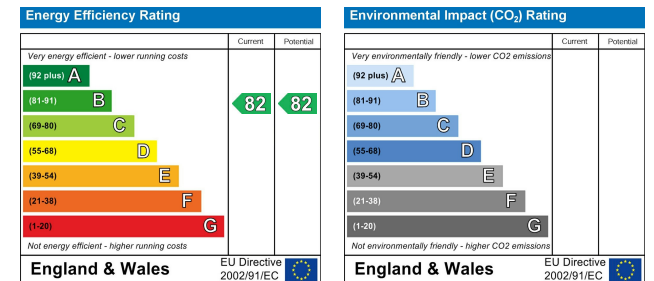 Energy Efficiency Rating
Current Potential
Very energy efficient - lower running costs
(92 plus) A
(81-91) B 82 82
(69-80) C
(55-68) D
(39-54) E
(21-38) F
(1-20) G
Not energy efficient - higher running costs
England & Wales
EU Directive
2002/91/EC
Environmental Impact (CO₂) Rating
Current Potential
Very environmentally friendly - lower CO2 emissions
(92 plus) A
(81-91) B
(69-80) C
(55-68) D
(39-54) E
(21-38) F
(1-20) G
Not environmentally friendly - higher CO2 emissions
England & Wales
EU Directive
2002/91/EC